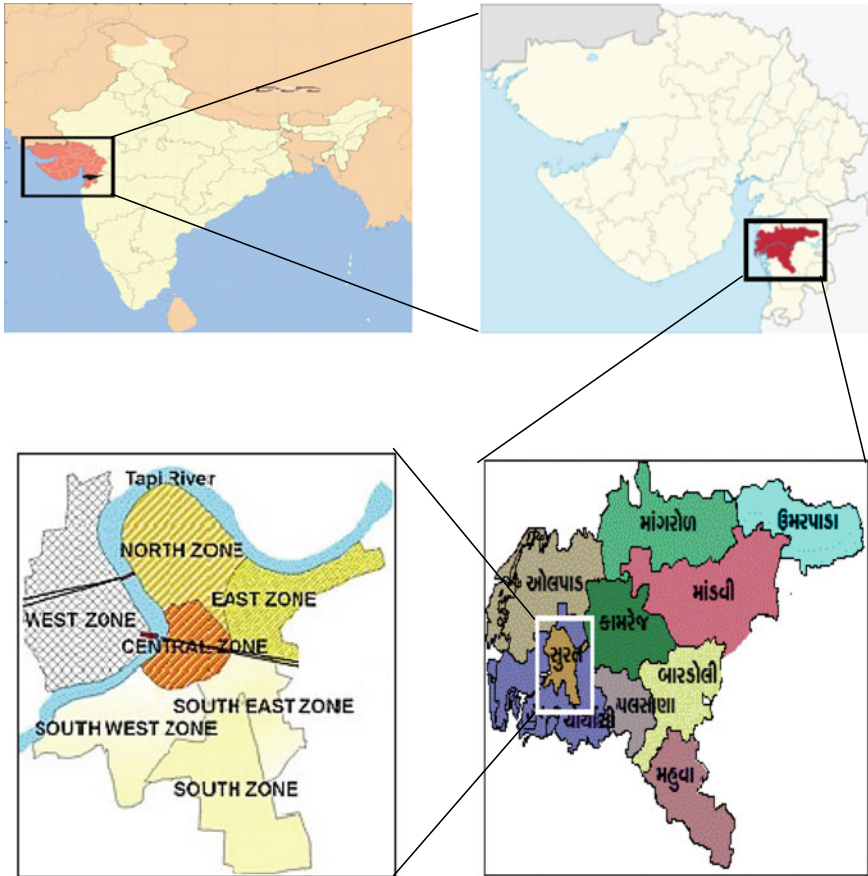 Tapi River
NORTH ZONE
EAST ZONE
WEST ZONE
CENTRAL ZONE
SOUTH EAST ZONE
SOUTH WEST ZONE
SOUTH ZONE
માંગરોળ
ઉમરપાડા
ઓલપાડ
માંડવી
કામરેજ
સુરત
બારડોલી
પલસાણા
ચોર્યાસી
મહુવા